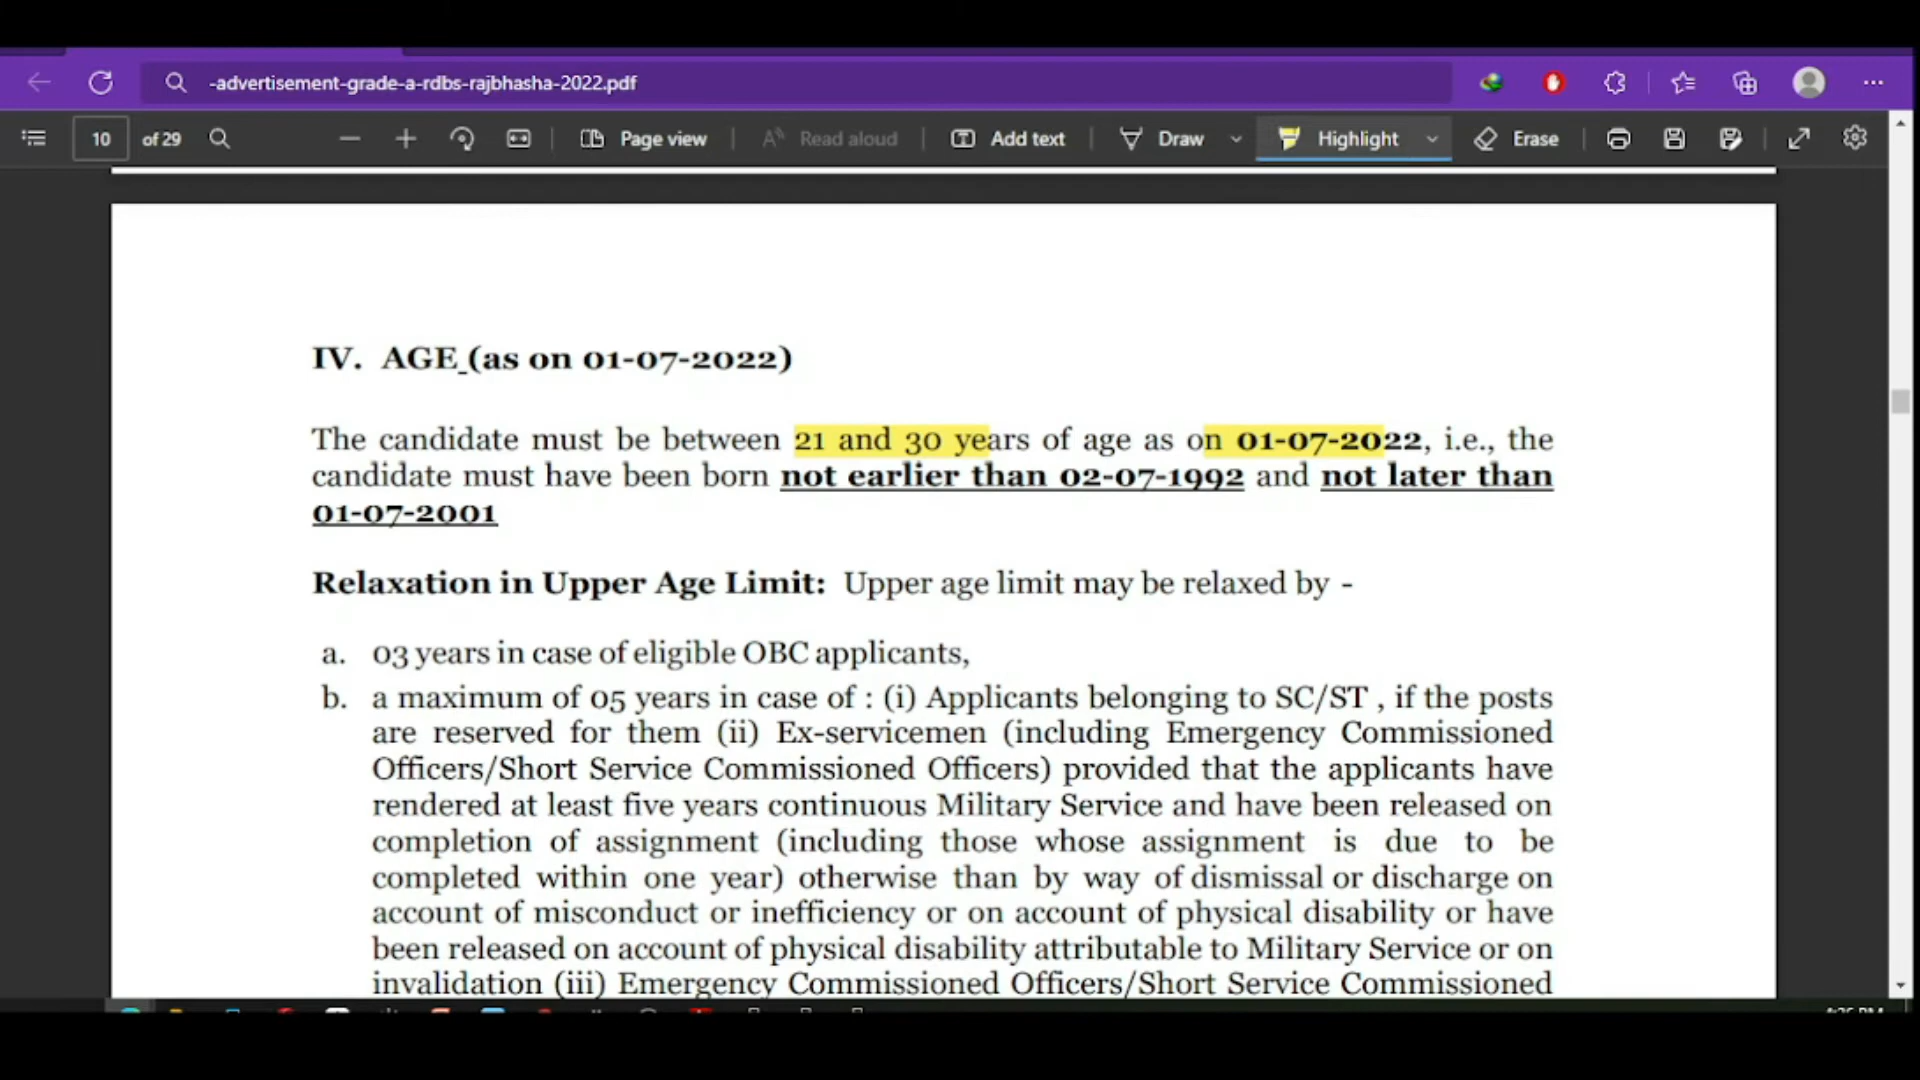 -advertisement-grade-a-rdbs-rajbhasha-2022.pdf
10 of 29 Page view Read aloud Add text Draw Highlight Erase
IV. AGE (as on 01-07-2022)
The candidate must be between 21 and 30 years of age as on 01-07-2022, i.e., the
candidate must have been born not earlier than 02-07-1992 and not later than
01-07-2001
Relaxation in Upper Age Limit: Upper age limit may be relaxed by -
a. 03 years in case of eligible OBC applicants,
b. a maximum of 05 years in case of : (i) Applicants belonging to SC/ST , if the posts
are reserved for them (ii) Ex-servicemen (including Emergency Commissioned
Officers/Short Service Commissioned Officers) provided that the applicants have
rendered at least five years continuous Military Service and have been released on
completion of assignment (including those whose assignment is due to be
completed within one year) otherwise than by way of dismissal or discharge on
account of misconduct or inefficiency or on account of physical disability or have
been released on account of physical disability attributable to Military Service or on
invalidation (iii) Emergency Commissioned Officers/Short Service Commissioned